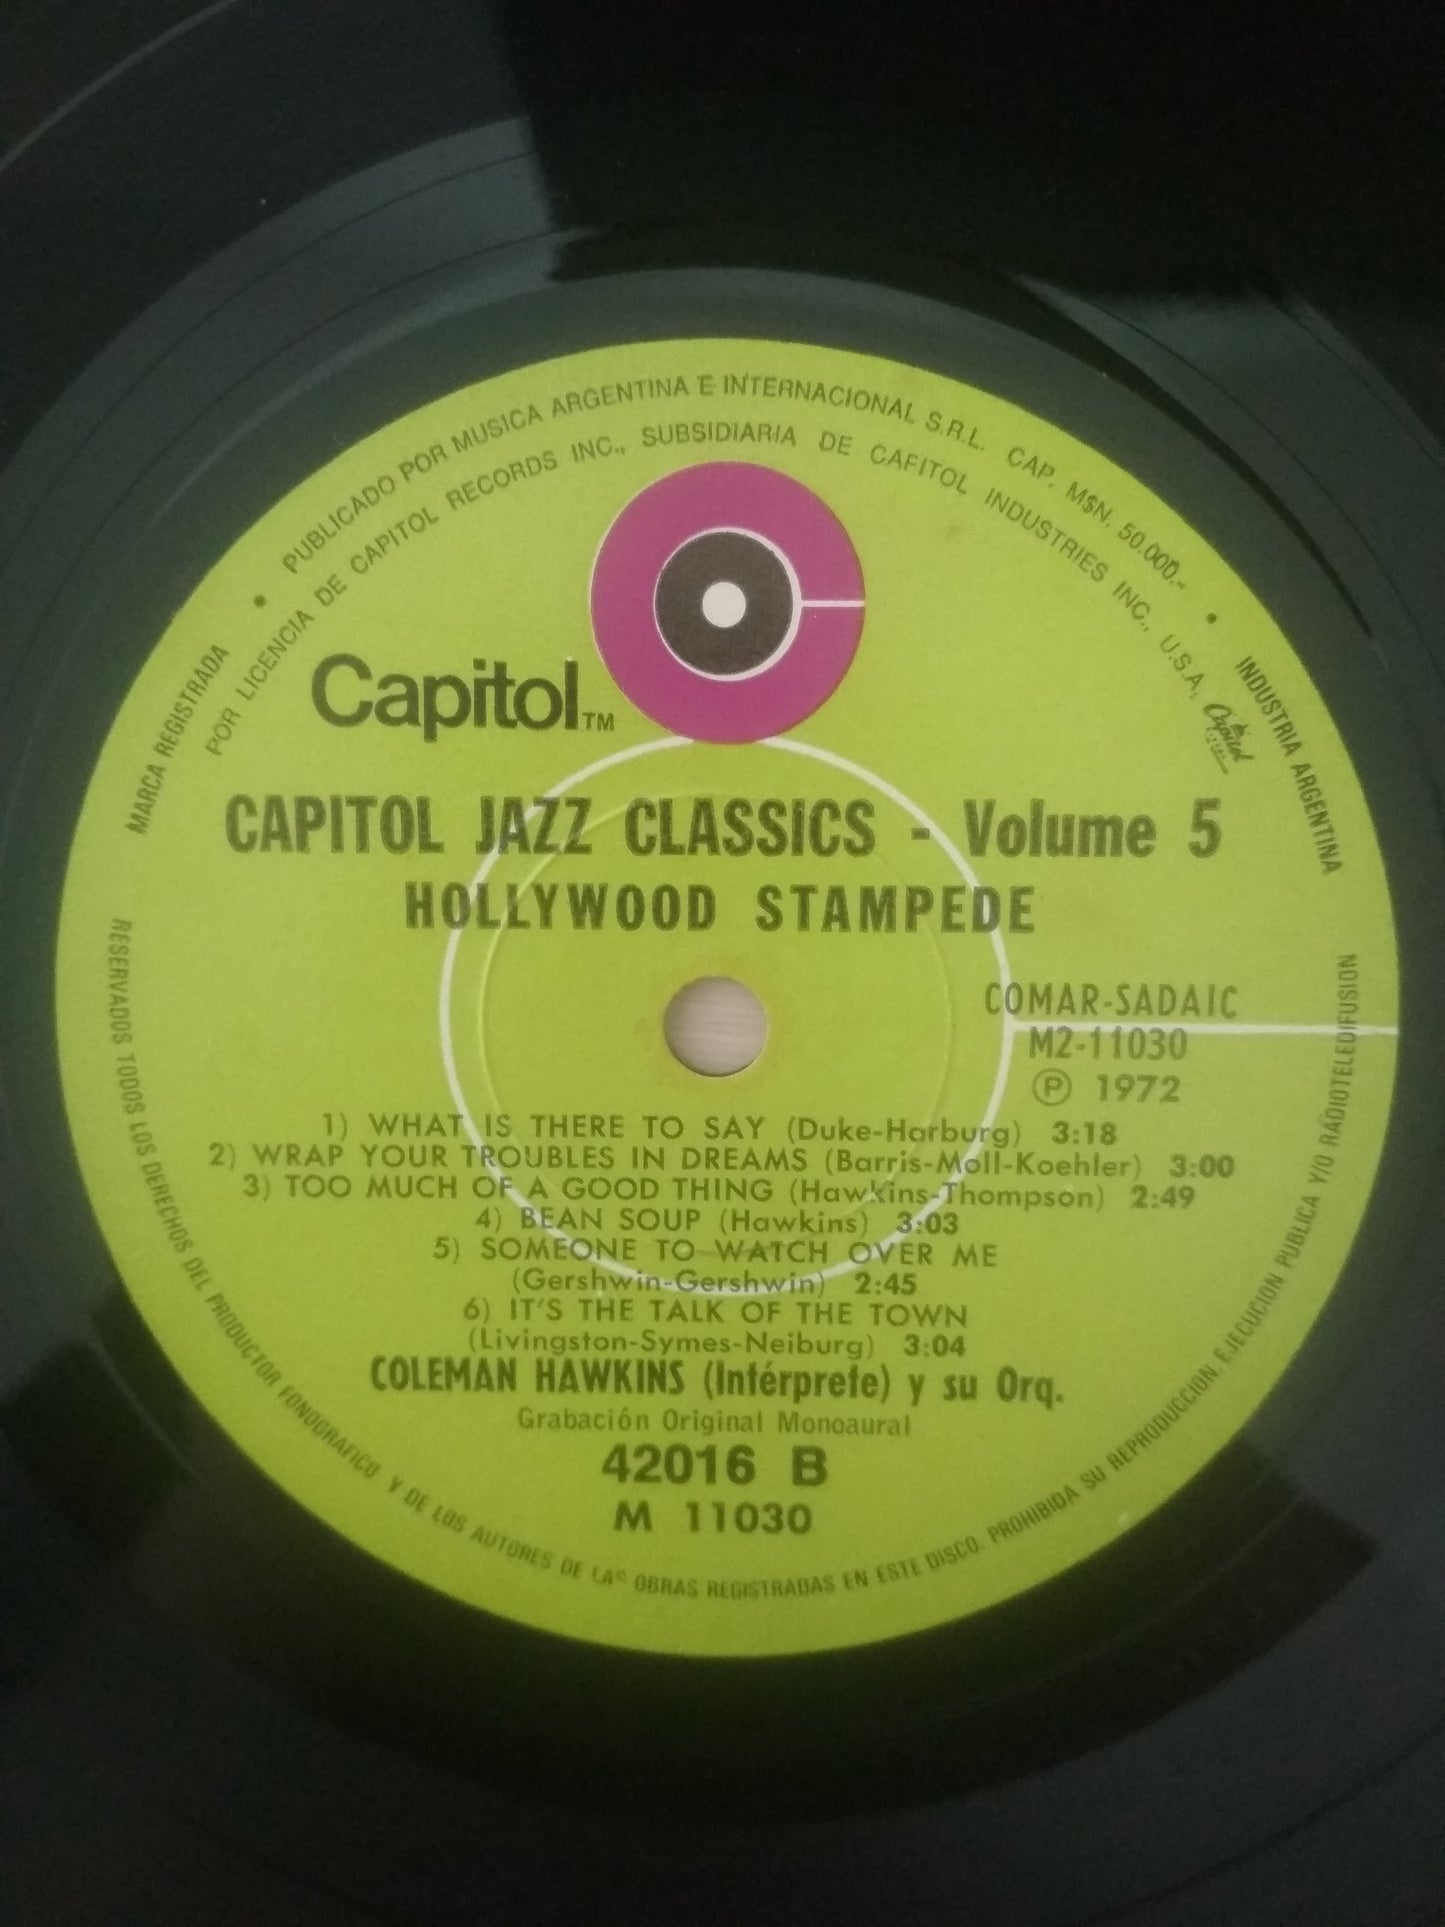 • PUBLICADO POR MUSICA ARGENTINA E INTERNACIONAL S.R.L. CAP. M$N. 50.000.- •
MARCA REGISTRADA
POR LICENCIA DE CAPITOL RECORDS INC., SUBSIDIARIA DE CAPITOL INDUSTRIES INC., U.S.A.
Capitol
INDUSTRIA ARGENTINA
Capitol TM
CAPITOL JAZZ CLASSICS - Volume 5
HOLLYWOOD STAMPEDE
COMAR-SADAIC
M2-11030
Ⓟ 1972
1) WHAT IS THERE TO SAY (Duke-Harburg) 3:18
2) WRAP YOUR TROUBLES IN DREAMS (Barris-Moll-Koehler) 3:00
3) TOO MUCH OF A GOOD THING (Hawkins-Thompson) 2:49
4) BEAN SOUP (Hawkins) 3:03
5) SOMEONE TO WATCH OVER ME
(Gershwin-Gershwin) 2:45
6) IT'S THE TALK OF THE TOWN
(Livingston-Symes-Neiburg) 3:04
COLEMAN HAWKINS (Intérprete) y su Orq.
Grabación Original Monoaural
42016 B
M 11030
RESERVADOS TODOS LOS DERECHOS DEL PRODUCTOR FONOGRAFICO Y DE LOS AUTORES DE LAS OBRAS REGISTRADAS EN ESTE DISCO. PROHIBIDA SU REPRODUCCION, EJECUCION PUBLICA Y/O RADIOTELEDIFUSION